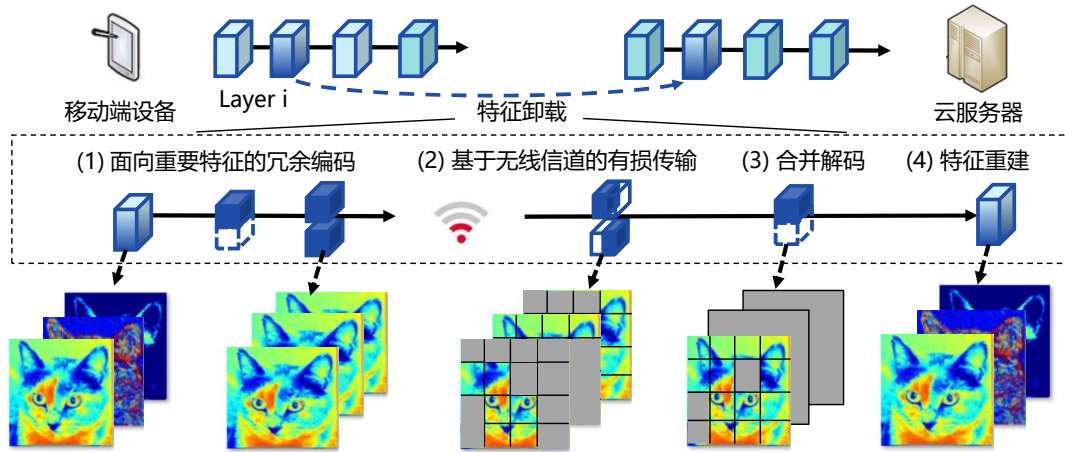 移动端设备
Layer i
特征卸载
云服务器
(1) 面向重要特征的冗余编码
(2) 基于无线信道的有损传输
(3) 合并解码
(4) 特征重建